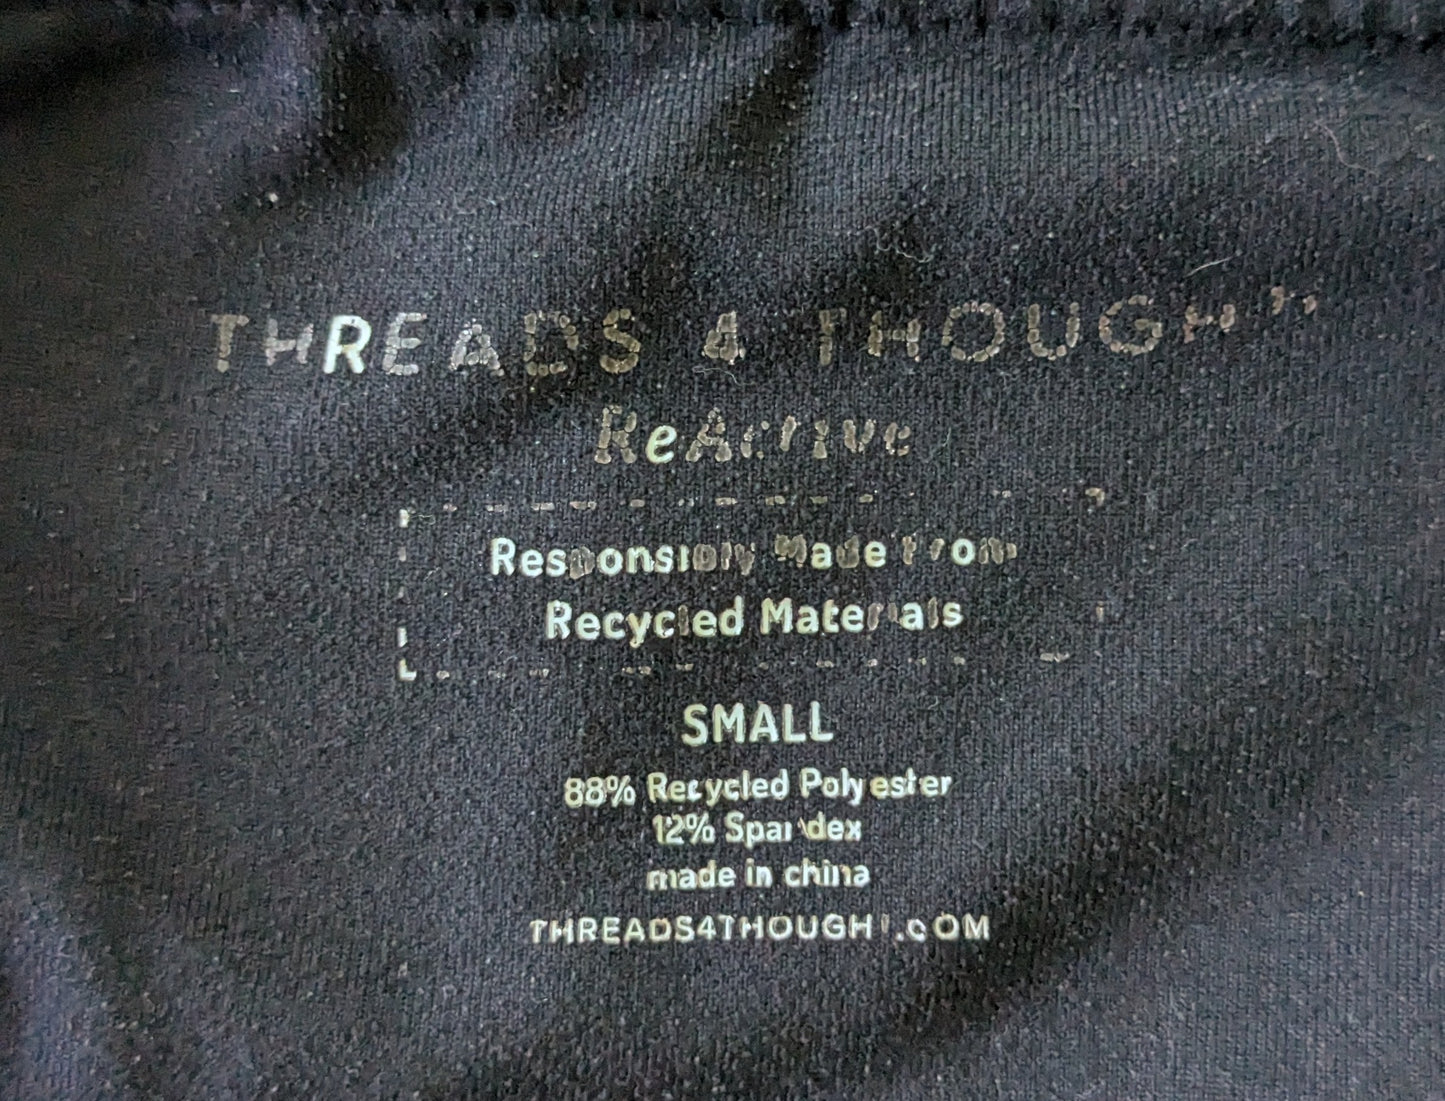 THREADS 4 THOUGHT
ReActive
Responsibly Made From
Recycled Materials
SMALL
88% Recycled Polyester
12% Spandex
made in china
THREADS4THOUGHT.COM